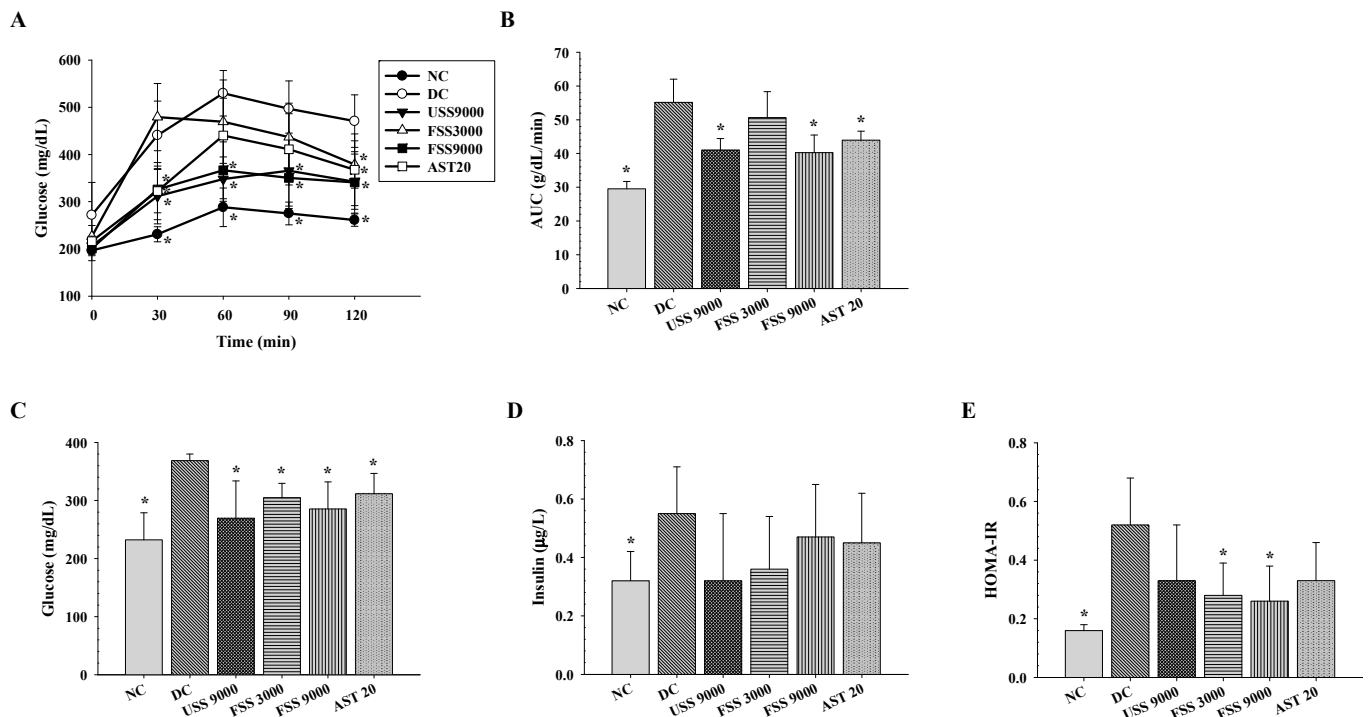 A
Glucose (mg/dL)
600
500
400
300
200
100
0
30
60
90
120
Time (min)
NC
DC
USS9000
FSS3000
FSS9000
AST20
* * * * * * * * * * * * * *
B
AUC (g/dL/min)
70
60
50
40
30
20
10
0
* * * *
NC
DC
USS 9000
FSS 3000
FSS 9000
AST 20
C
Glucose (mg/dL)
400
300
200
100
0
* * * * *
NC
DC
USS 9000
FSS 3000
FSS 9000
AST 20
D
Insulin (µg/L)
0.8
0.6
0.4
0.2
0.0
*
NC
DC
USS 9000
FSS 3000
FSS 9000
AST 20
E
HOMA-IR
0.8
0.6
0.4
0.2
0.0
* * *
NC
DC
USS 9000
FSS 3000
FSS 9000
AST 20